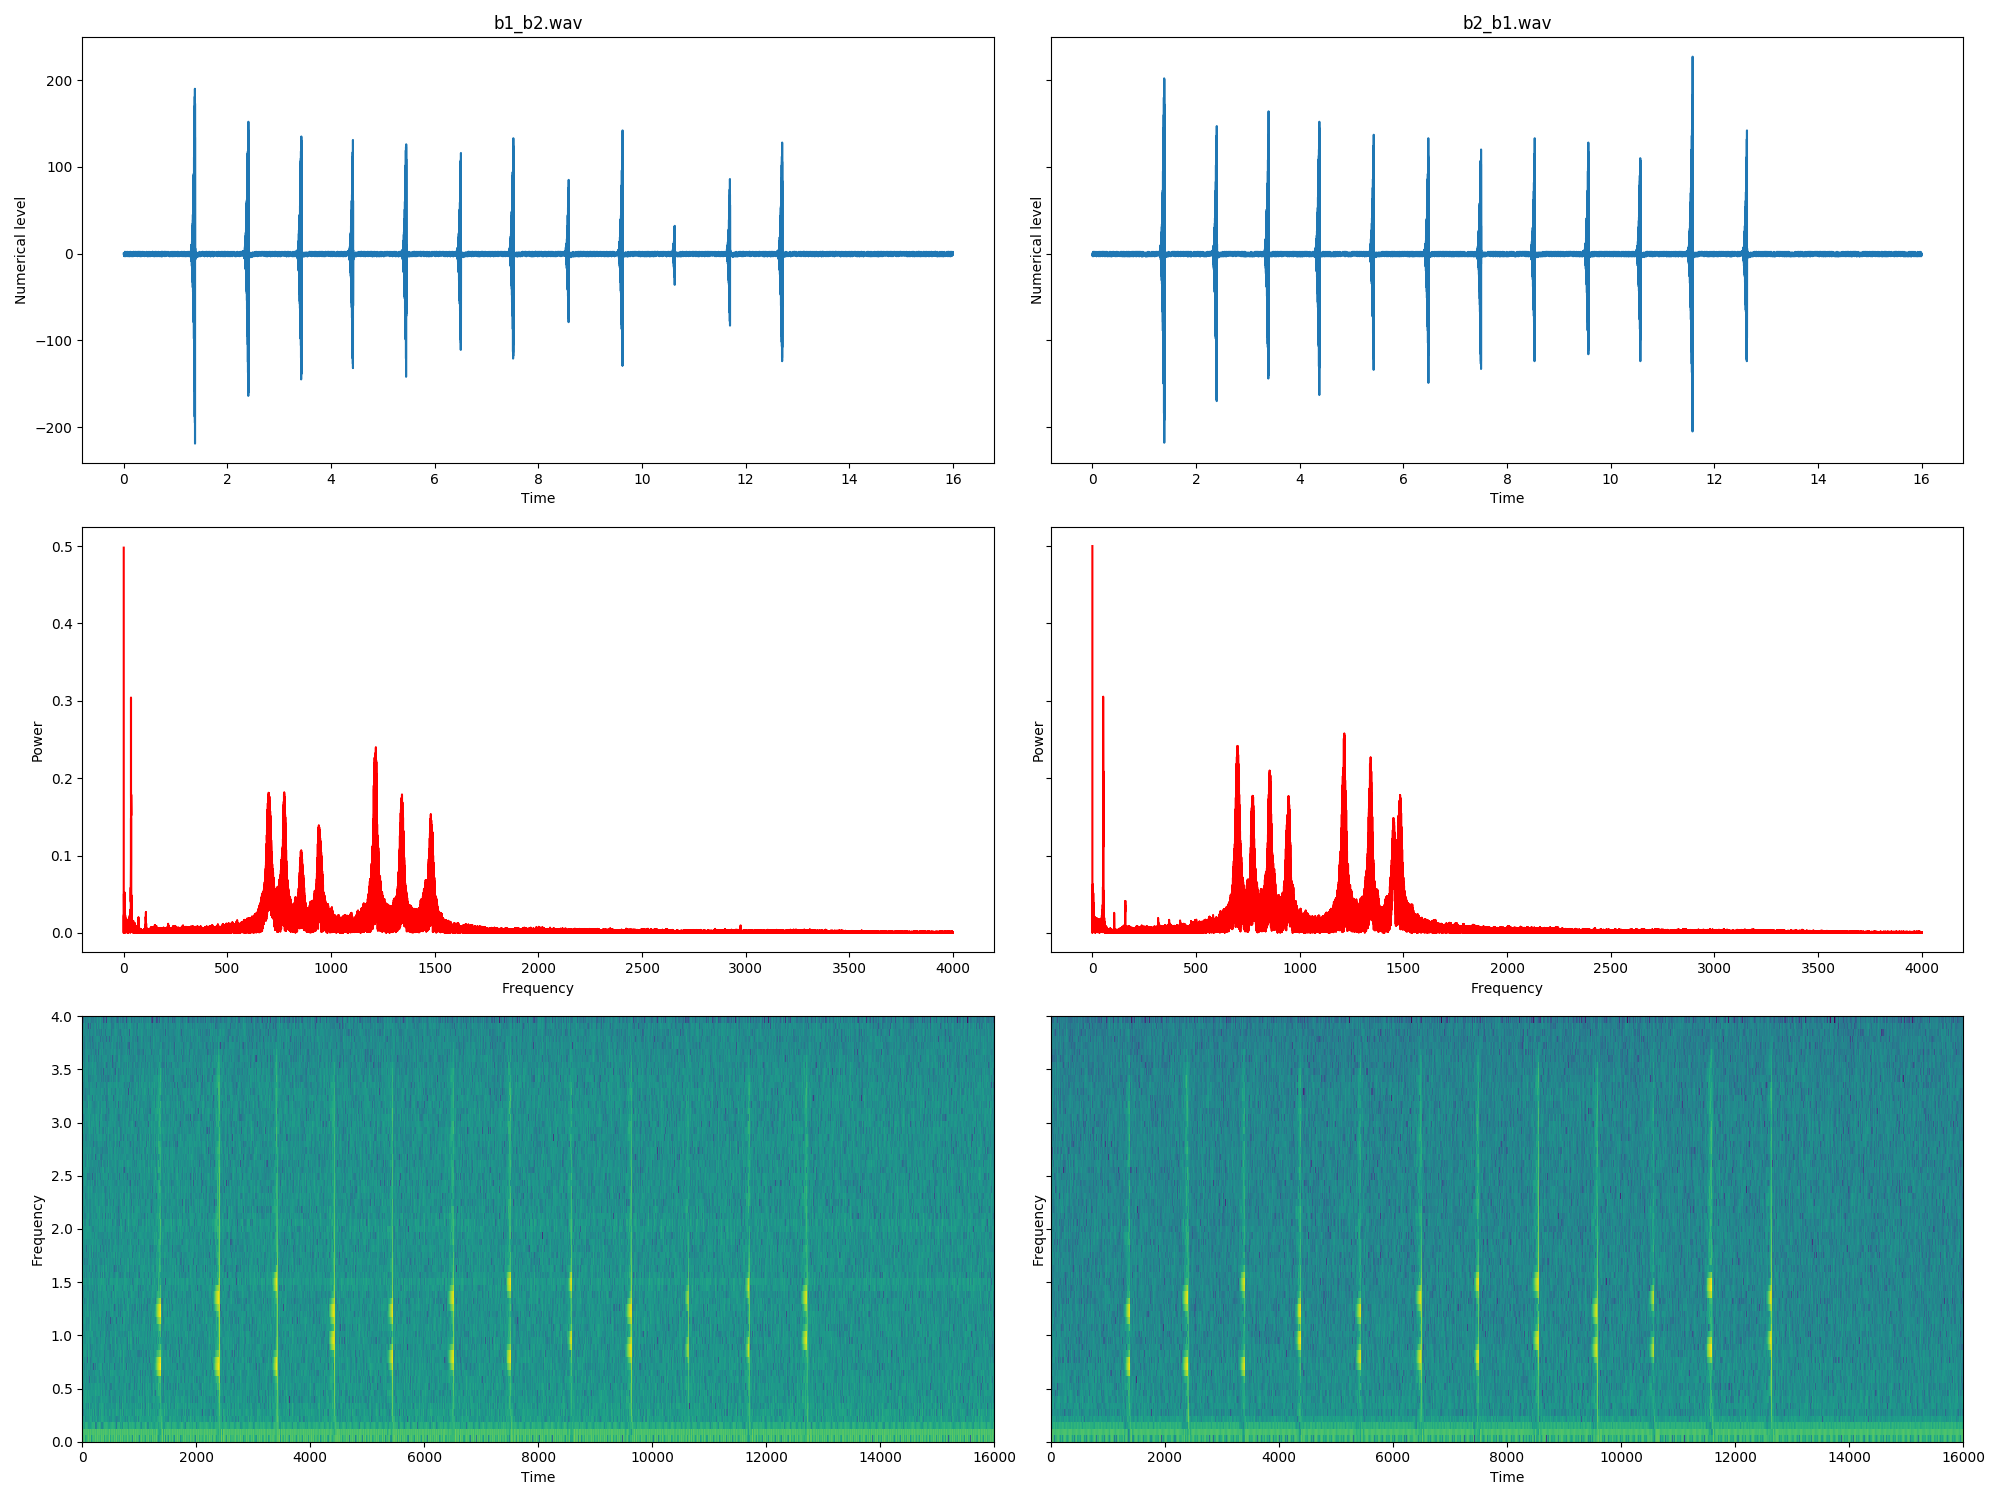 b1_b2.wav
b2_b1.wav
200
100
0
−100
−200
Numerical level
Numerical level
0 2 4 6 8 10 12 14 16
0 2 4 6 8 10 12 14 16
Time
Time
0.5
0.4
0.3
0.2
0.1
0.0
Power
Power
0 500 1000 1500 2000 2500 3000 3500 4000
0 500 1000 1500 2000 2500 3000 3500 4000
Frequency
Frequency
4.0
3.5
3.0
2.5
2.0
1.5
1.0
0.5
0.0
Frequency
Frequency
0 2000 4000 6000 8000 10000 12000 14000 16000
0 2000 4000 6000 8000 10000 12000 14000 16000
Time
Time